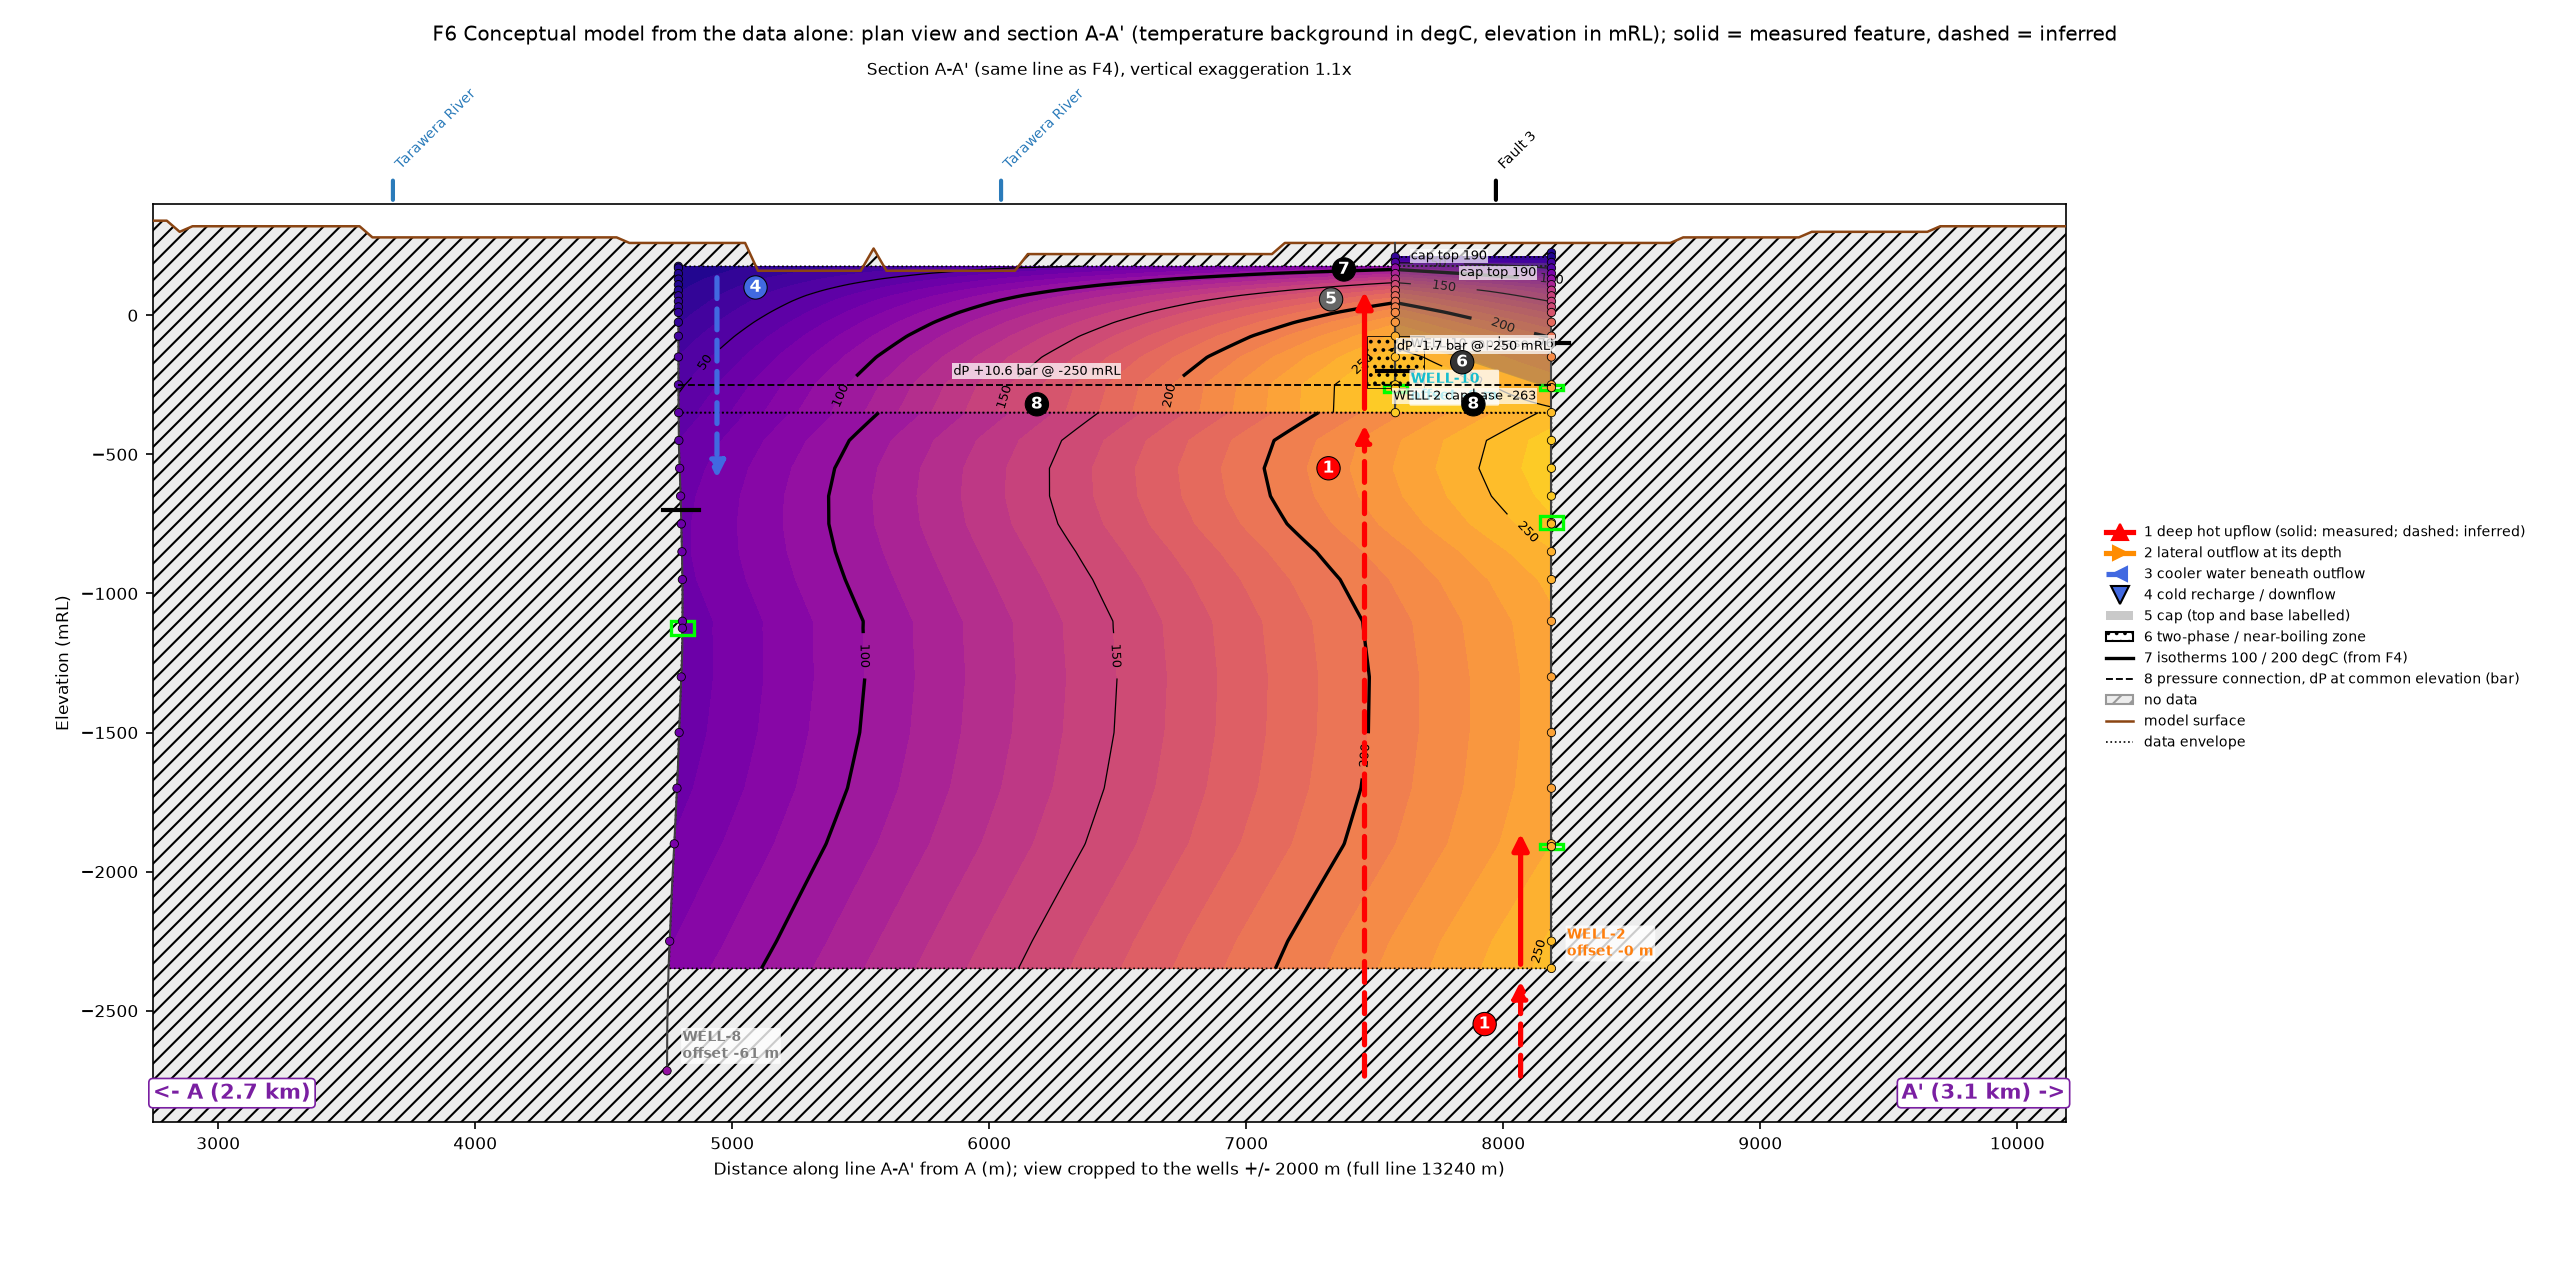 F6 Conceptual model from the data alone: plan view and section A-A' (temperature background in degC, elevation in mRL); solid = measured feature, dashed = inferred
Section A-A' (same line as F4), vertical exaggeration 1.1x
Tarawera River
Tarawera River
Fault 3
cap top 190
7
cap top 190
4
150
5
0
200
dP -1.7 bar @ -250 mRL
50
6
dP +10.6 bar @ -250 mRL
WELL-10
100
150
200
8
8
1
−500
250
1 deep hot upflow (solid: measured; dashed: inferred)
2 lateral outflow at its depth
3 cooler water beneath outflow
−1000
4 cold recharge / downflow
5 cap (top and base labelled)
6 two-phase / near-boiling zone
100
150
7 isotherms 100 / 200 degC (from F4)
8 pressure connection, dP at common elevation (bar)
no data
model surface
data envelope
−1500
−2000
WELL-2
offset -0 m
250
−2500
1
WELL-8
offset -61 m
<- A (2.7 km)
A' (3.1 km) ->
3000 4000 5000 6000 7000 8000 9000 10000
Distance along line A-A' from A (m); view cropped to the wells +/- 2000 m (full line 13240 m)
Elevation (mRL)